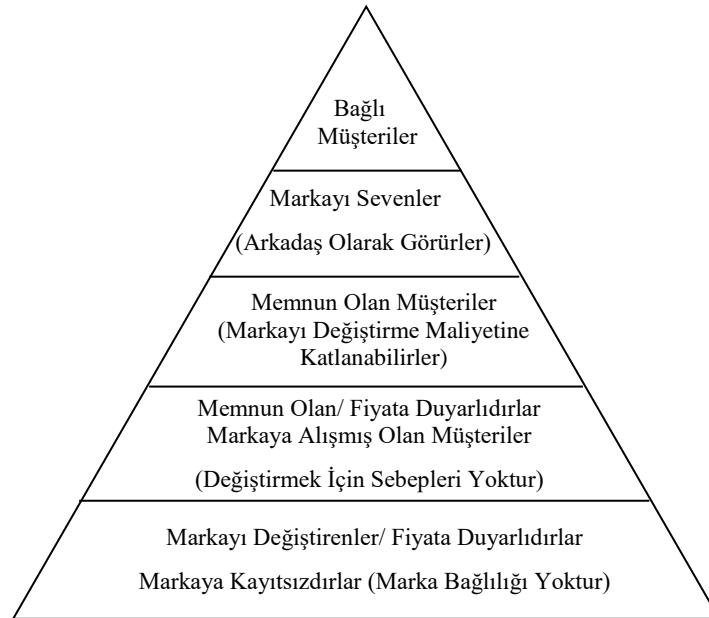 Bağlı
Müşteriler
Markayı Sevenler
(Arkadaş Olarak Görürler)
Memnun Olan Müşteriler
(Markayı Değiştirme Maliyetine
Katlanabilirler)
Memnun Olan/ Fiyata Duyarlıdırlar
Markaya Alışmış Olan Müşteriler
(Değiştirmek İçin Sebepleri Yoktur)
Markayı Değiştirenler/ Fiyata Duyarlıdırlar
Markaya Kayıtsızdırlar (Marka Bağlılığı Yoktur)